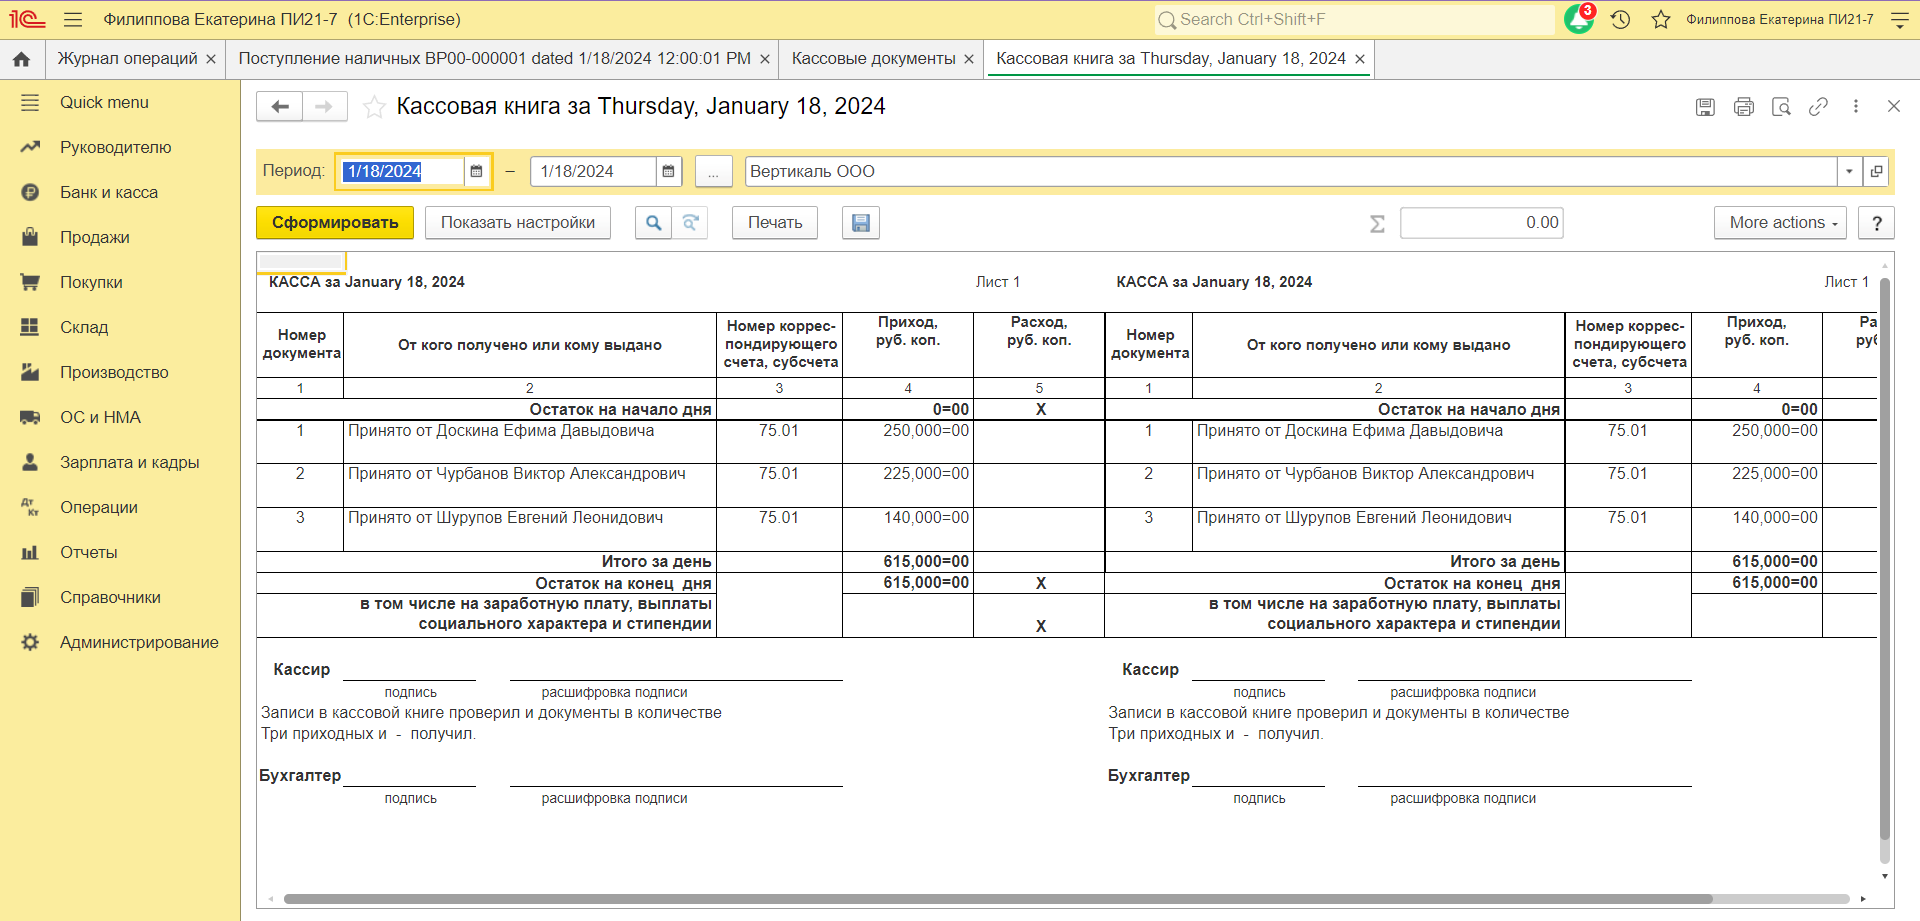 1С Филиппова Екатерина ПИ21-7 (1C:Enterprise) Search Ctrl+Shift+F 3 Филиппова Екатерина ПИ21-7
Журнал операций × Поступление наличных ВР00-000001 dated 1/18/2024 12:00:01 PM × Кассовые документы × Кассовая книга за Thursday, January 18, 2024 ×
Quick menu
Руководителю
Банк и касса
Продажи
Покупки
Склад
Производство
ОС и НМА
Зарплата и кадры
Дт Кт Операции
Отчеты
Справочники
Администрирование
Кассовая книга за Thursday, January 18, 2024
Период: 1/18/2024 – 1/18/2024 ... Вертикаль ООО
Сформировать Показать настройки Печать Σ 0.00 More actions ?
КАССА за January 18, 2024 Лист 1 КАССА за January 18, 2024 Лист 1
Номер документа От кого получено или кому выдано Номер коррес-пондирующего счета, субсчета Приход, руб. коп. Расход, руб. коп. Номер документа От кого получено или кому выдано Номер коррес-пондирующего счета, субсчета Приход, руб. коп. Ра руб
1 2 3 4 5 1 2 3 4
Остаток на начало дня 0=00 X Остаток на начало дня 0=00
1 Принято от Доскина Ефима Давыдовича 75.01 250,000=00 1 Принято от Доскина Ефима Давыдовича 75.01 250,000=00
2 Принято от Чурбанов Виктор Александрович 75.01 225,000=00 2 Принято от Чурбанов Виктор Александрович 75.01 225,000=00
3 Принято от Шурупов Евгений Леонидович 75.01 140,000=00 3 Принято от Шурупов Евгений Леонидович 75.01 140,000=00
Итого за день 615,000=00 Итого за день 615,000=00
Остаток на конец дня 615,000=00 X Остаток на конец дня 615,000=00
в том числе на заработную плату, выплаты в том числе на заработную плату, выплаты
социального характера и стипендии X социального характера и стипендии
Кассир Кассир
подпись расшифровка подписи подпись расшифровка подписи
Записи в кассовой книге проверил и документы в количестве Записи в кассовой книге проверил и документы в количестве
Три приходных и - получил. Три приходных и - получил.
Бухгалтер Бухгалтер
подпись расшифровка подписи подпись расшифровка подписи